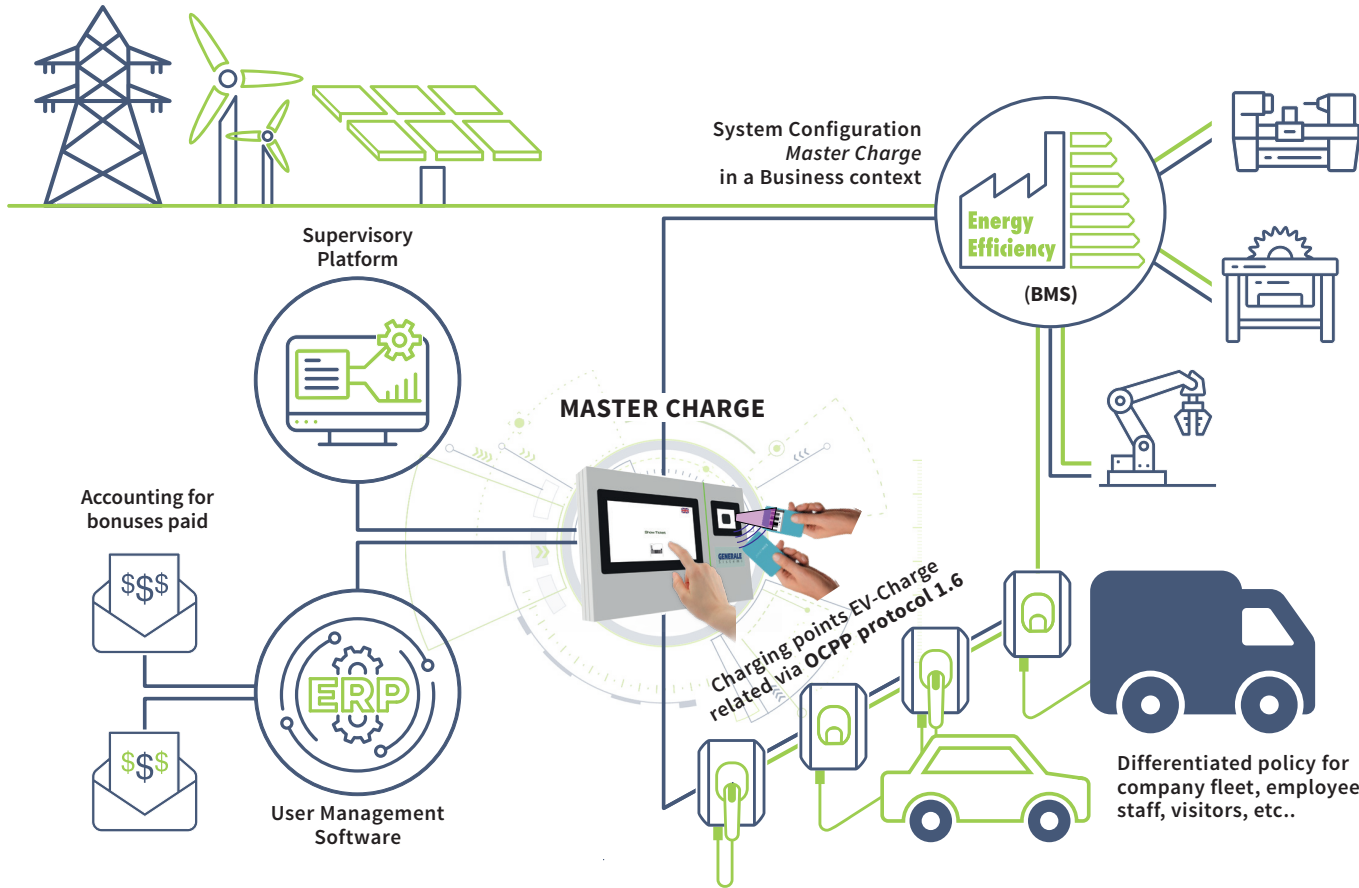 System Configuration
Master Charge
in a Business context
Energy
Efficiency
(BMS)
Supervisory
Platform
MASTER CHARGE
GENERALE
SISTEMI
Accounting for
bonuses paid
$$$
$$$
ERP
User Management
Software
Charging points EV-Charge
related via OCPP protocol 1.6
Differentiated policy for
company fleet, employee
staff, visitors, etc..